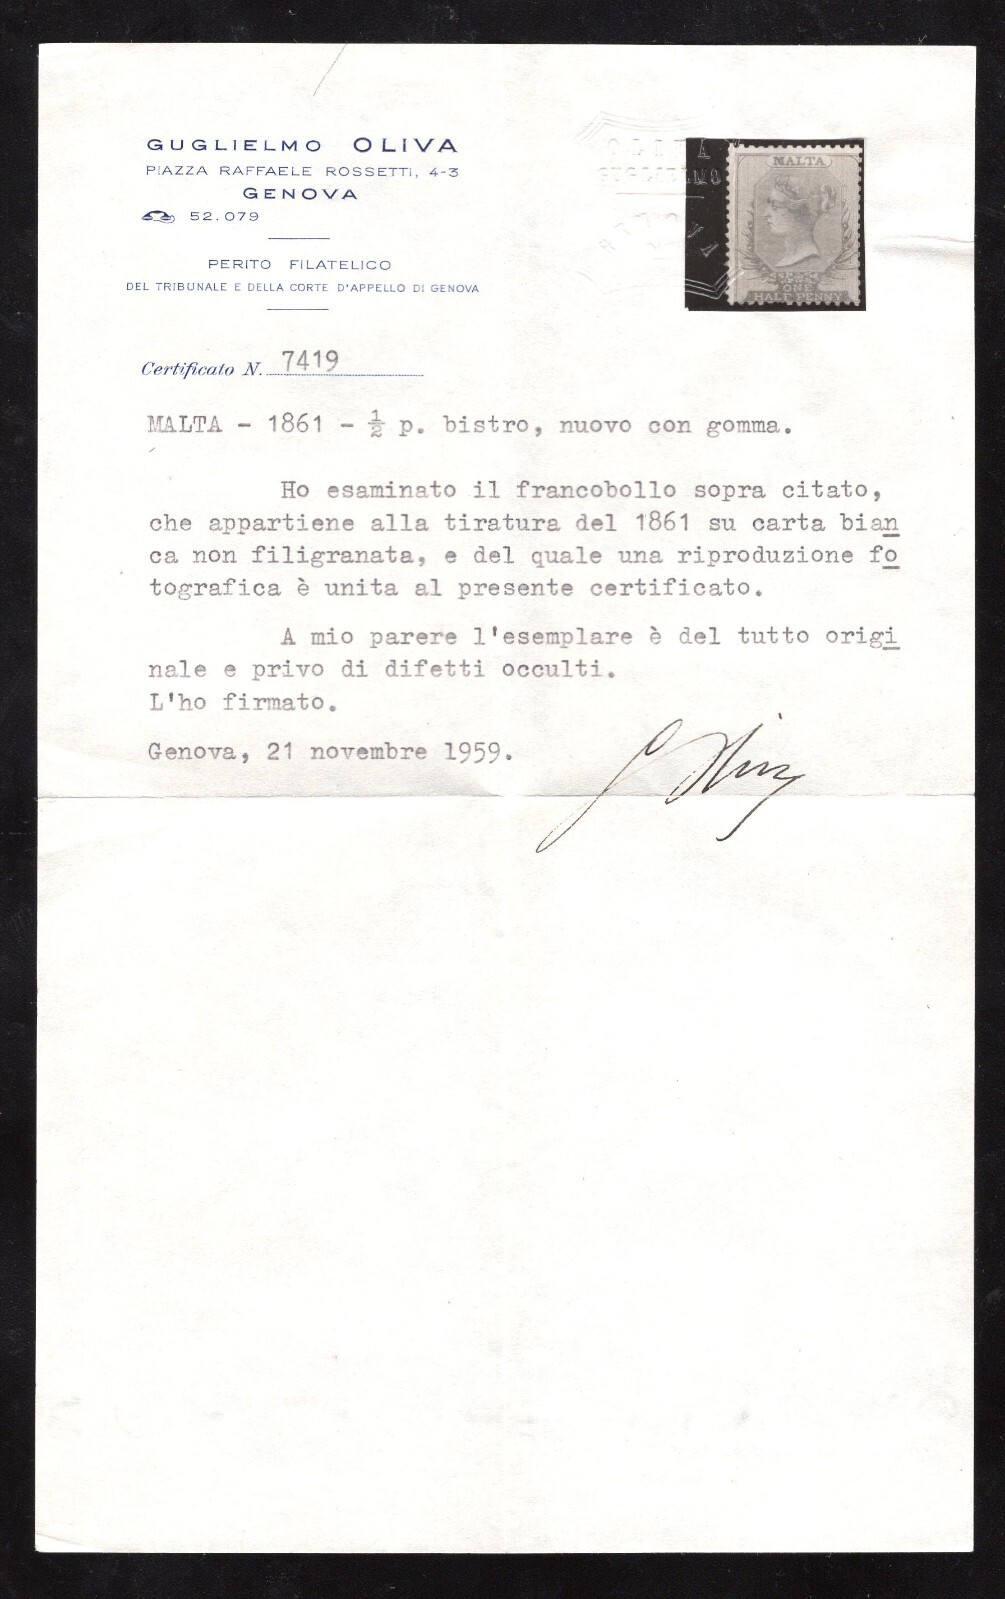 GUGLIELMO OLIVA
PIAZZA RAFFAELE ROSSETTI, 4-3
GENOVA
52.079
PERITO FILATELICO
DEL TRIBUNALE E DELLA CORTE D'APPELLO DI GENOVA
MALTA
ONE
HALF PENNY
Certificato N. 7419
MALTA - 1861 - ½ p. bistro, nuovo con gomma.
Ho esaminato il francobollo sopra citato,
che appartiene alla tiratura del 1861 su carta bian
ca non filigranata, e del quale una riproduzione fo
tografica è unita al presente certificato.
A mio parere l'esemplare è del tutto origi
nale e privo di difetti occulti.
L'ho firmato.
Genova, 21 novembre 1959.
G Oliva